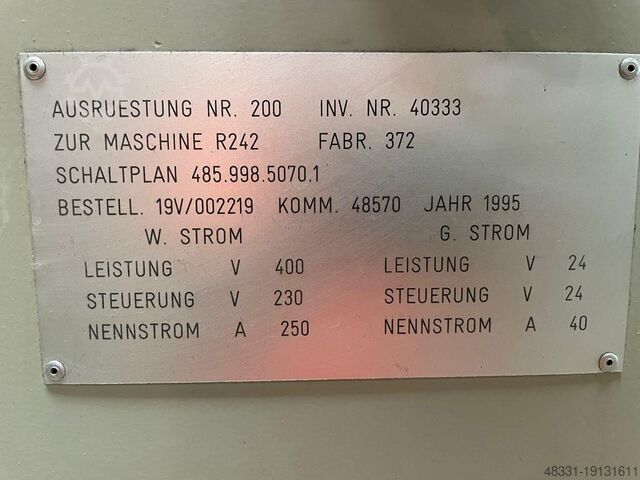 AUSRUESTUNG NR. 200 INV. NR. 40333
ZUR MASCHINE R242 FABR. 372
SCHALTPLAN 485.998.5070.1
BESTELL. 19V/002219 KOMM. 48570 JAHR 1995
W. STROM G. STROM
LEISTUNG V 400 LEISTUNG V 24
STEUERUNG V 230 STEUERUNG V 24
NENNSTROM A 250 NENNSTROM A 40
48331-19131611